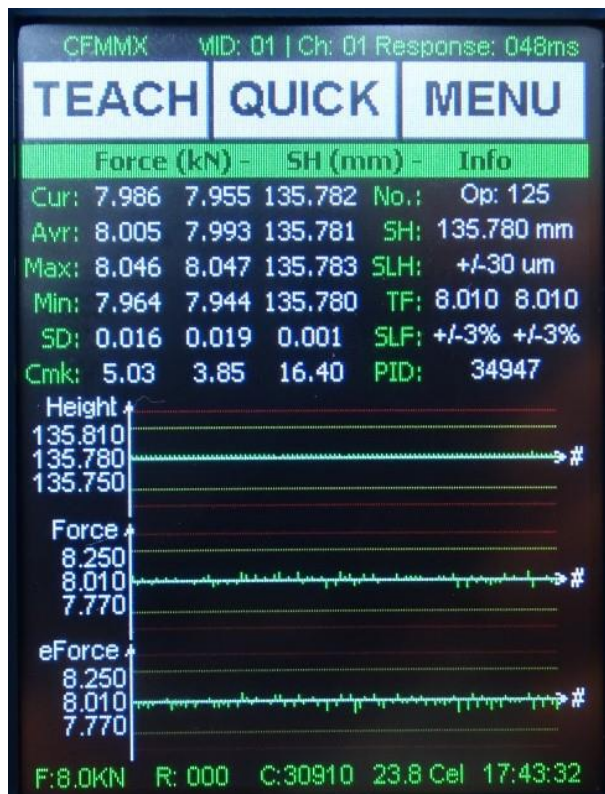 CFMMX MID: 01 | Ch: 01 Response: 048ms
TEACH QUICK MENU
Force (kN) - SH (mm) - Info
Cur: 7.986 7.955 135.782 No.: Op: 125
Avr: 8.005 7.993 135.781 SH: 135.780 mm
Max: 8.046 8.047 135.783 SLH: +/-30 um
Min: 7.964 7.944 135.780 TF: 8.010 8.010
SD: 0.016 0.019 0.001 SLF: +/-3% +/-3%
Cmk: 5.03 3.85 16.40 PID: 34947
Height
135.810
135.780 #
135.750
Force
8.250
8.010 #
7.770
eForce
8.250
8.010 #
7.770
F:8.0KN R: 000 C:30910 23.8 Cel 17:43:32